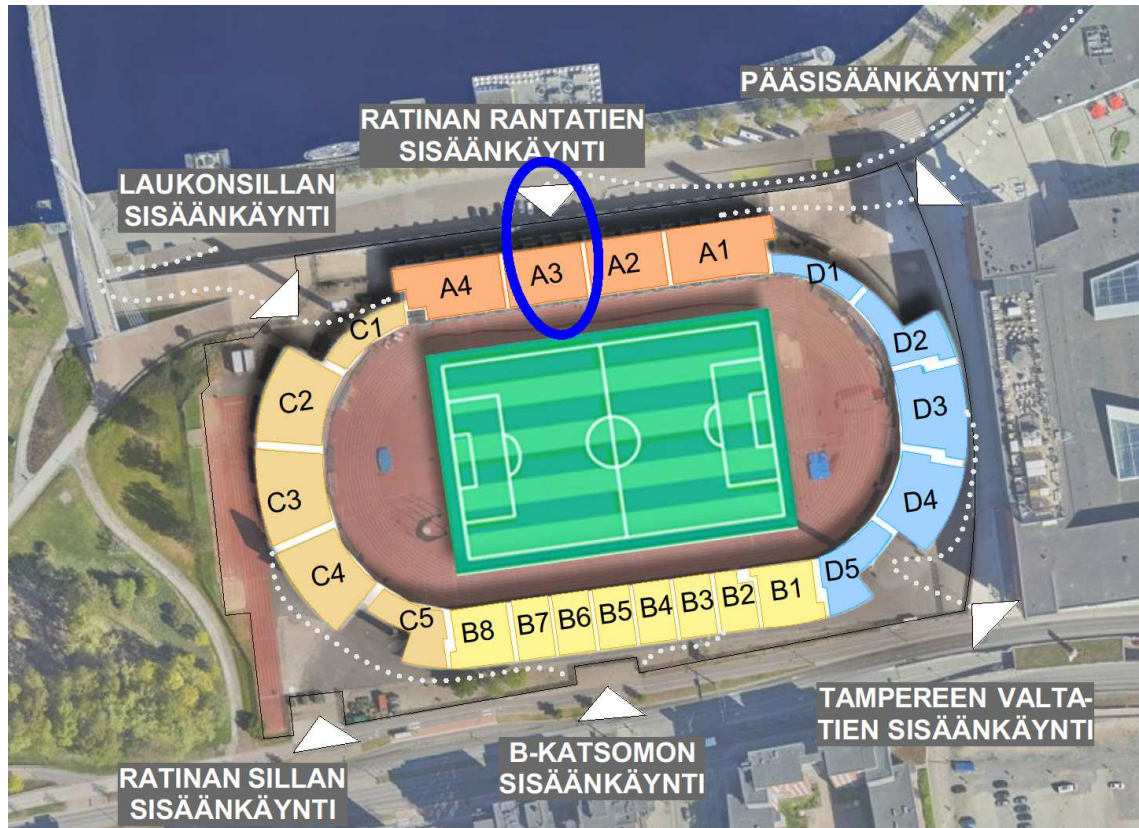 PÄÄSISÄÄNKÄYNTI
RATINAN RANTATIEN
SISÄÄNKÄYNTI
LAUKONSILLAN
SISÄÄNKÄYNTI
A4
A3
A2
A1
D1
D2
D3
D4
D5
C1
C2
C3
C4
C5
B8
B7
B6
B5
B4
B3
B2
B1
TAMPEREEN VALTA-
TIEN SISÄÄNKÄYNTI
B-KATSOMON
SISÄÄNKÄYNTI
RATINAN SILLAN
SISÄÄNKÄYNTI